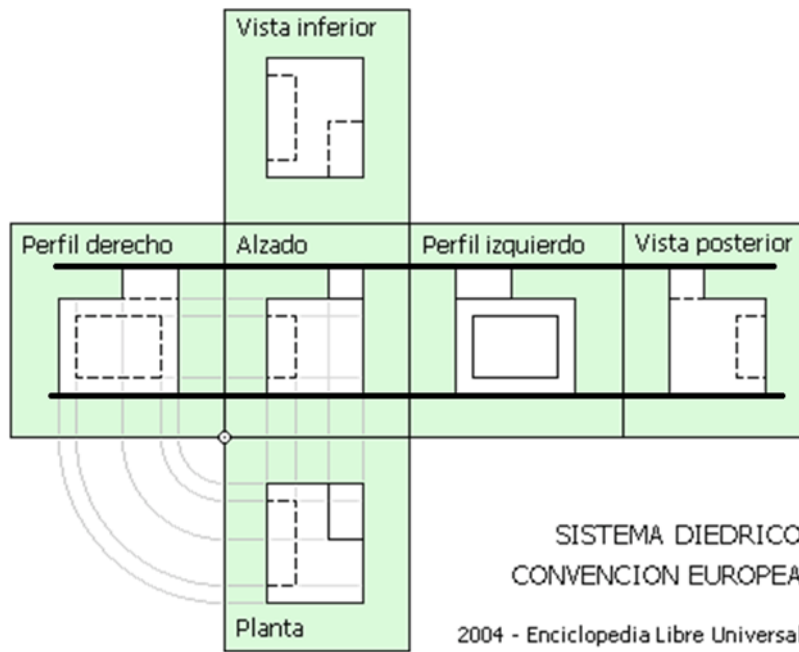 Vista inferior
Perfil derecho
Alzado
Perfil izquierdo
Vista posterior
SISTEMA DIEDRICO
CONVENCION EUROPEA
Planta
2004 - Enciclopedia Libre Universal